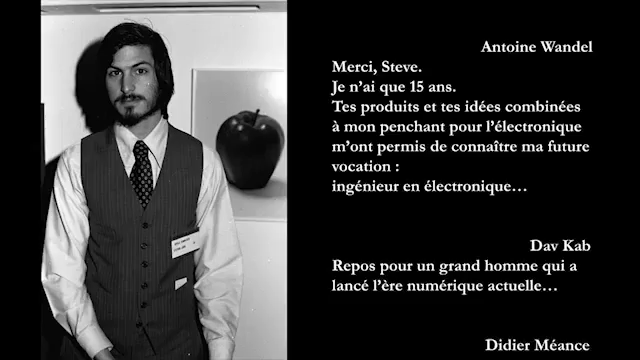 Antoine Wandel
Merci, Steve.
Je n’ai que 15 ans.
Tes produits et tes idées combinées
à mon penchant pour l’électronique
m’ont permis de connaître ma future
vocation :
ingénieur en électronique…
Dav Kab
Repos pour un grand homme qui a
lancé l’ère numérique actuelle…
Didier Méance